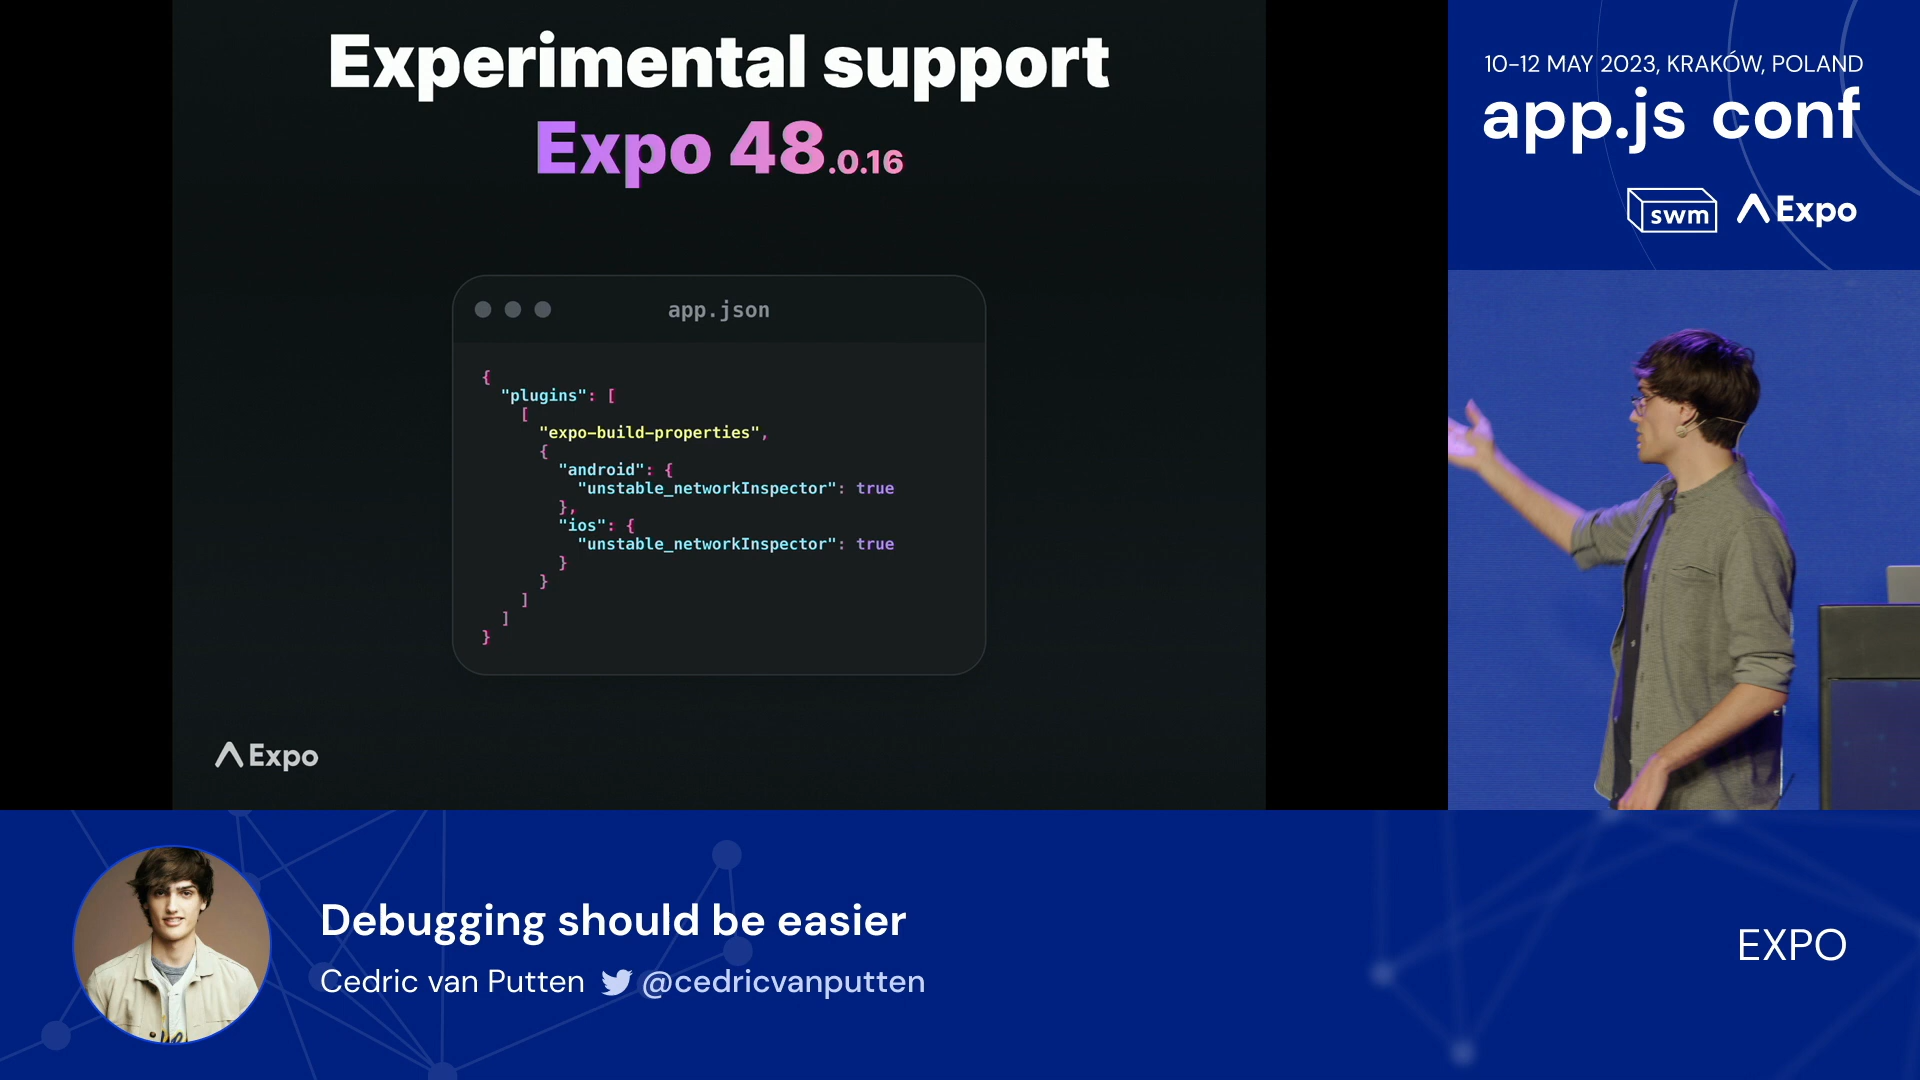 Experimental support
Expo 48.0.16
app.json
{
"plugins": [
[
"expo-build-properties",
{
"android": {
"unstable_networkInspector": true
},
"ios": {
"unstable_networkInspector": true
}
}
]
]
}
Expo
10-12 MAY 2023, KRAKÓW, POLAND
app.js conf
swm Expo
Debugging should be easier
Cedric van Putten @cedricvanputten
EXPO